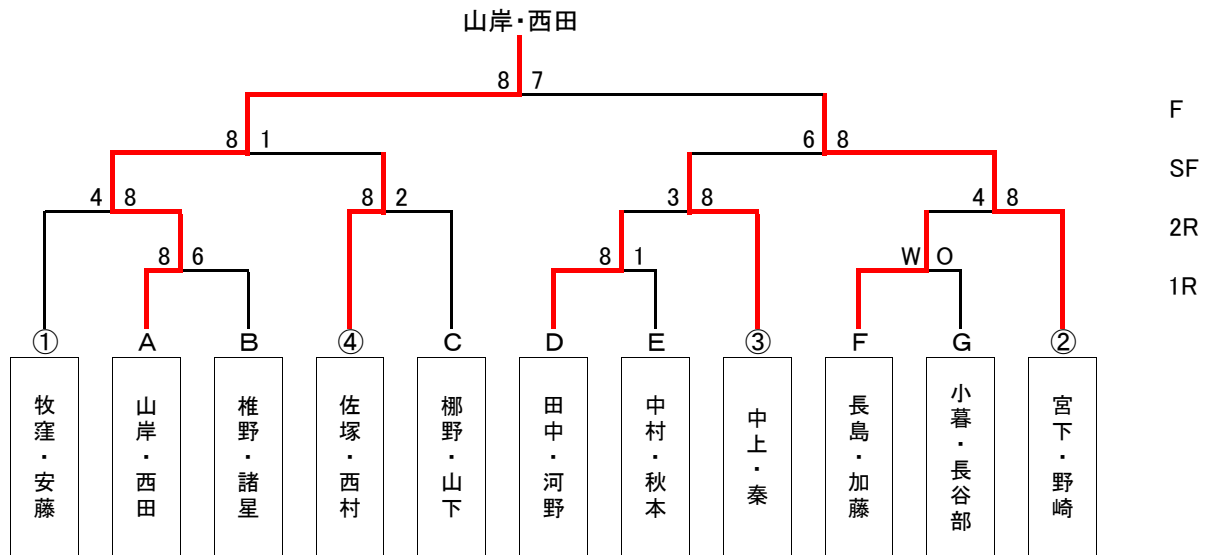 山岸・西田
8 7
F
8 1
6 8
SF
4 8
8 2
3 8
4 8
2R
8 6
8 1
W O
1R
① A B ④ C D E ③ F G ②
牧窪・安藤
山岸・西田
椎野・諸星
佐塚・西村
梛野・山下
田中・河野
中村・秋本
中上・秦
長島・加藤
小暮・長谷部
宮下・野崎